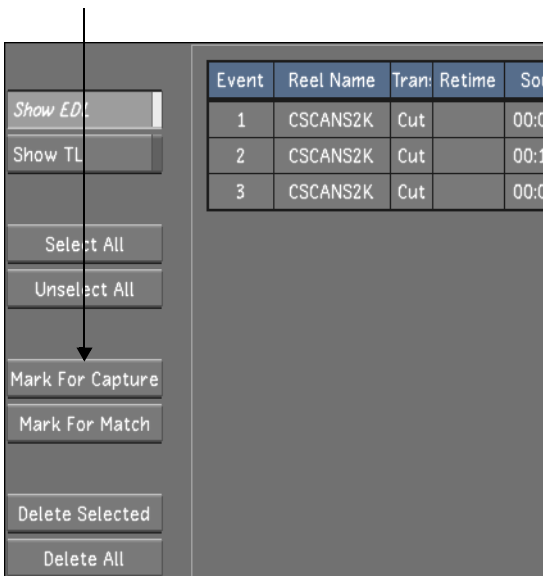 Event Reel Name Tran: Retime
Show EDL
Show TL
1 CSCANS2K Cut
2 CSCANS2K Cut
3 CSCANS2K Cut
Select All
Unselect All
Mark For Capture
Mark For Match
Delete Selected
Delete All